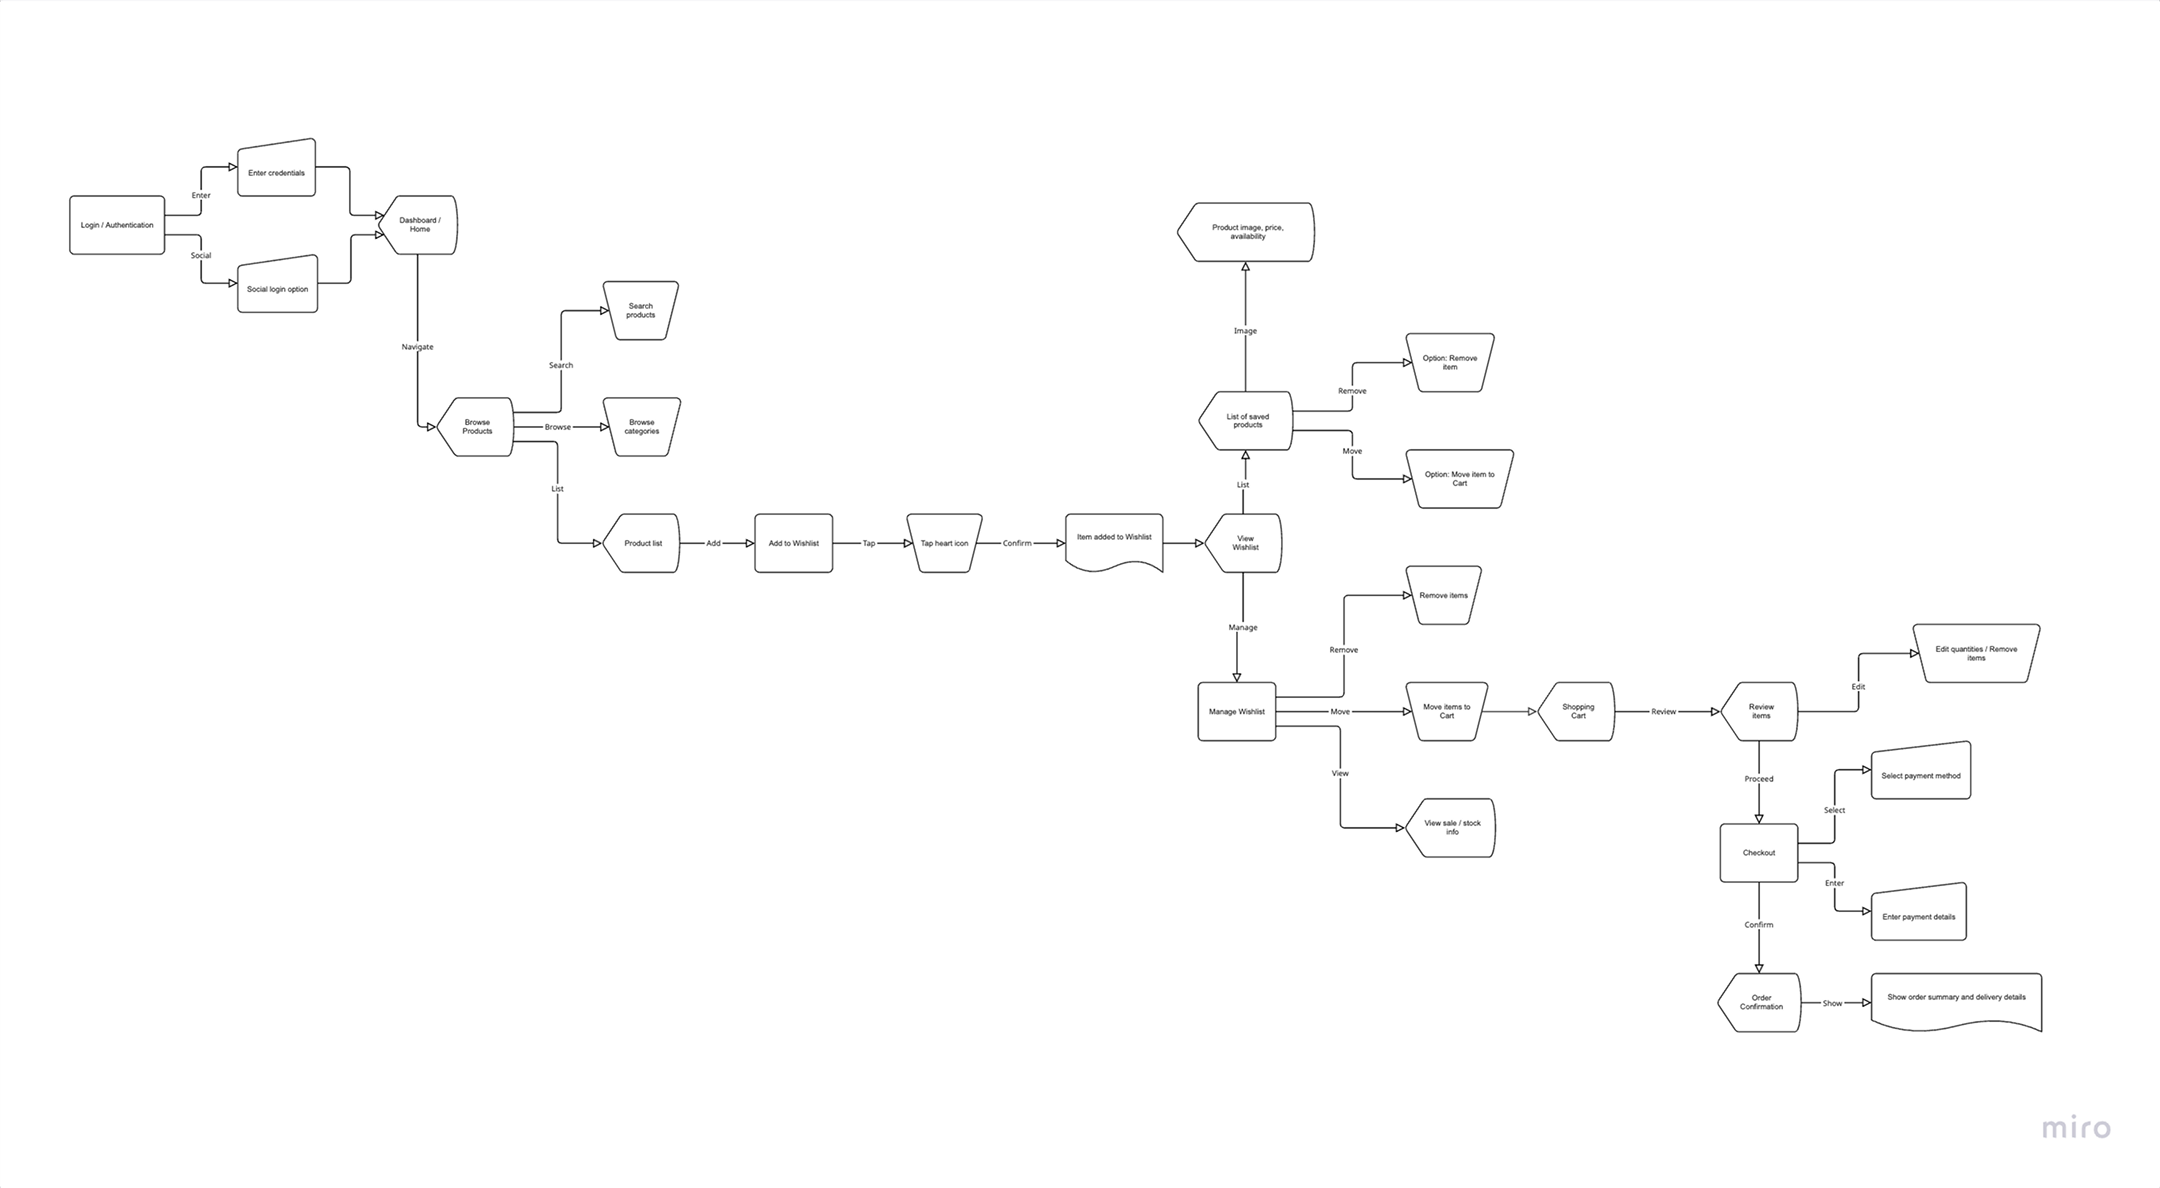 Enter credentials
Enter
Login / Authentication
Dashboard /
Home
Social
Social login option
Product image, price,
availability
Search
products
Image
Navigate
Search
Option: Remove
item
Remove
Browse
Products
Browse
Browse
categories
List of saved
products
Move
Option: Move item to
Cart
List
List
Product list
Add
Add to Wishlist
Tap
Tap heart icon
Confirm
Item added to Wishlist
View
Wishlist
Remove items
Manage
Remove
Edit quantities / Remove
items
Edit
Manage Wishlist
Move
Move items to
Cart
Shopping
Cart
Review
Review
items
View
Proceed
Select payment method
Select
View sale / stock
info
Checkout
Enter
Enter payment details
Confirm
Order
Confirmation
Show
Show order summary and delivery details
miro